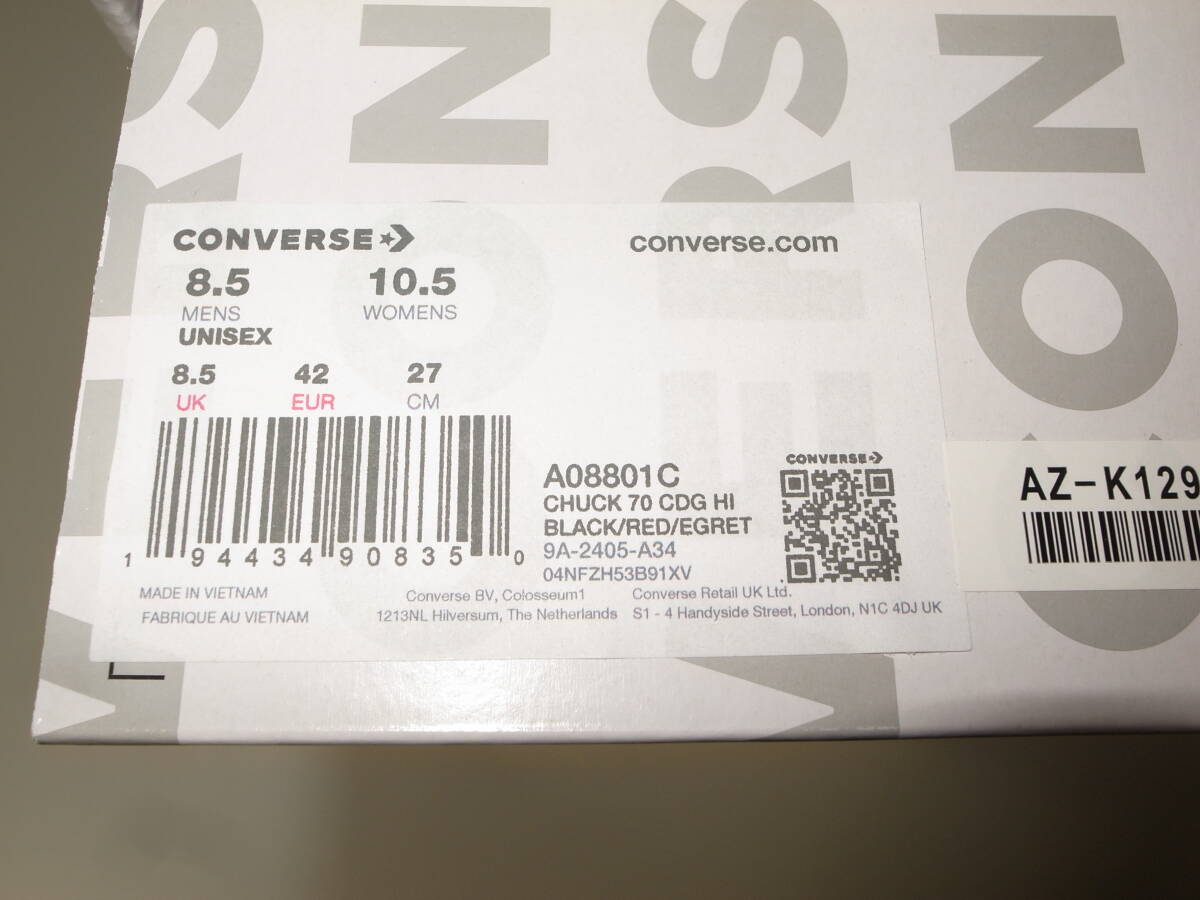 CONVERSE
converse.com
8.5 10.5
MENS WOMENS
UNISEX
8.5 42 27
UK EUR CM
1 94434 90835 0
A08801C
CHUCK 70 CDG HI
BLACK/RED/EGRET
9A-2405-A34
04NFZH53B91XV
CONVERSE
MADE IN VIETNAM
FABRIQUE AU VIETNAM
Converse BV, Colosseum1
1213NL Hilversum, The Netherlands
Converse Retail UK Ltd.
S1 - 4 Handyside Street, London, N1C 4DJ UK
AZ-K129